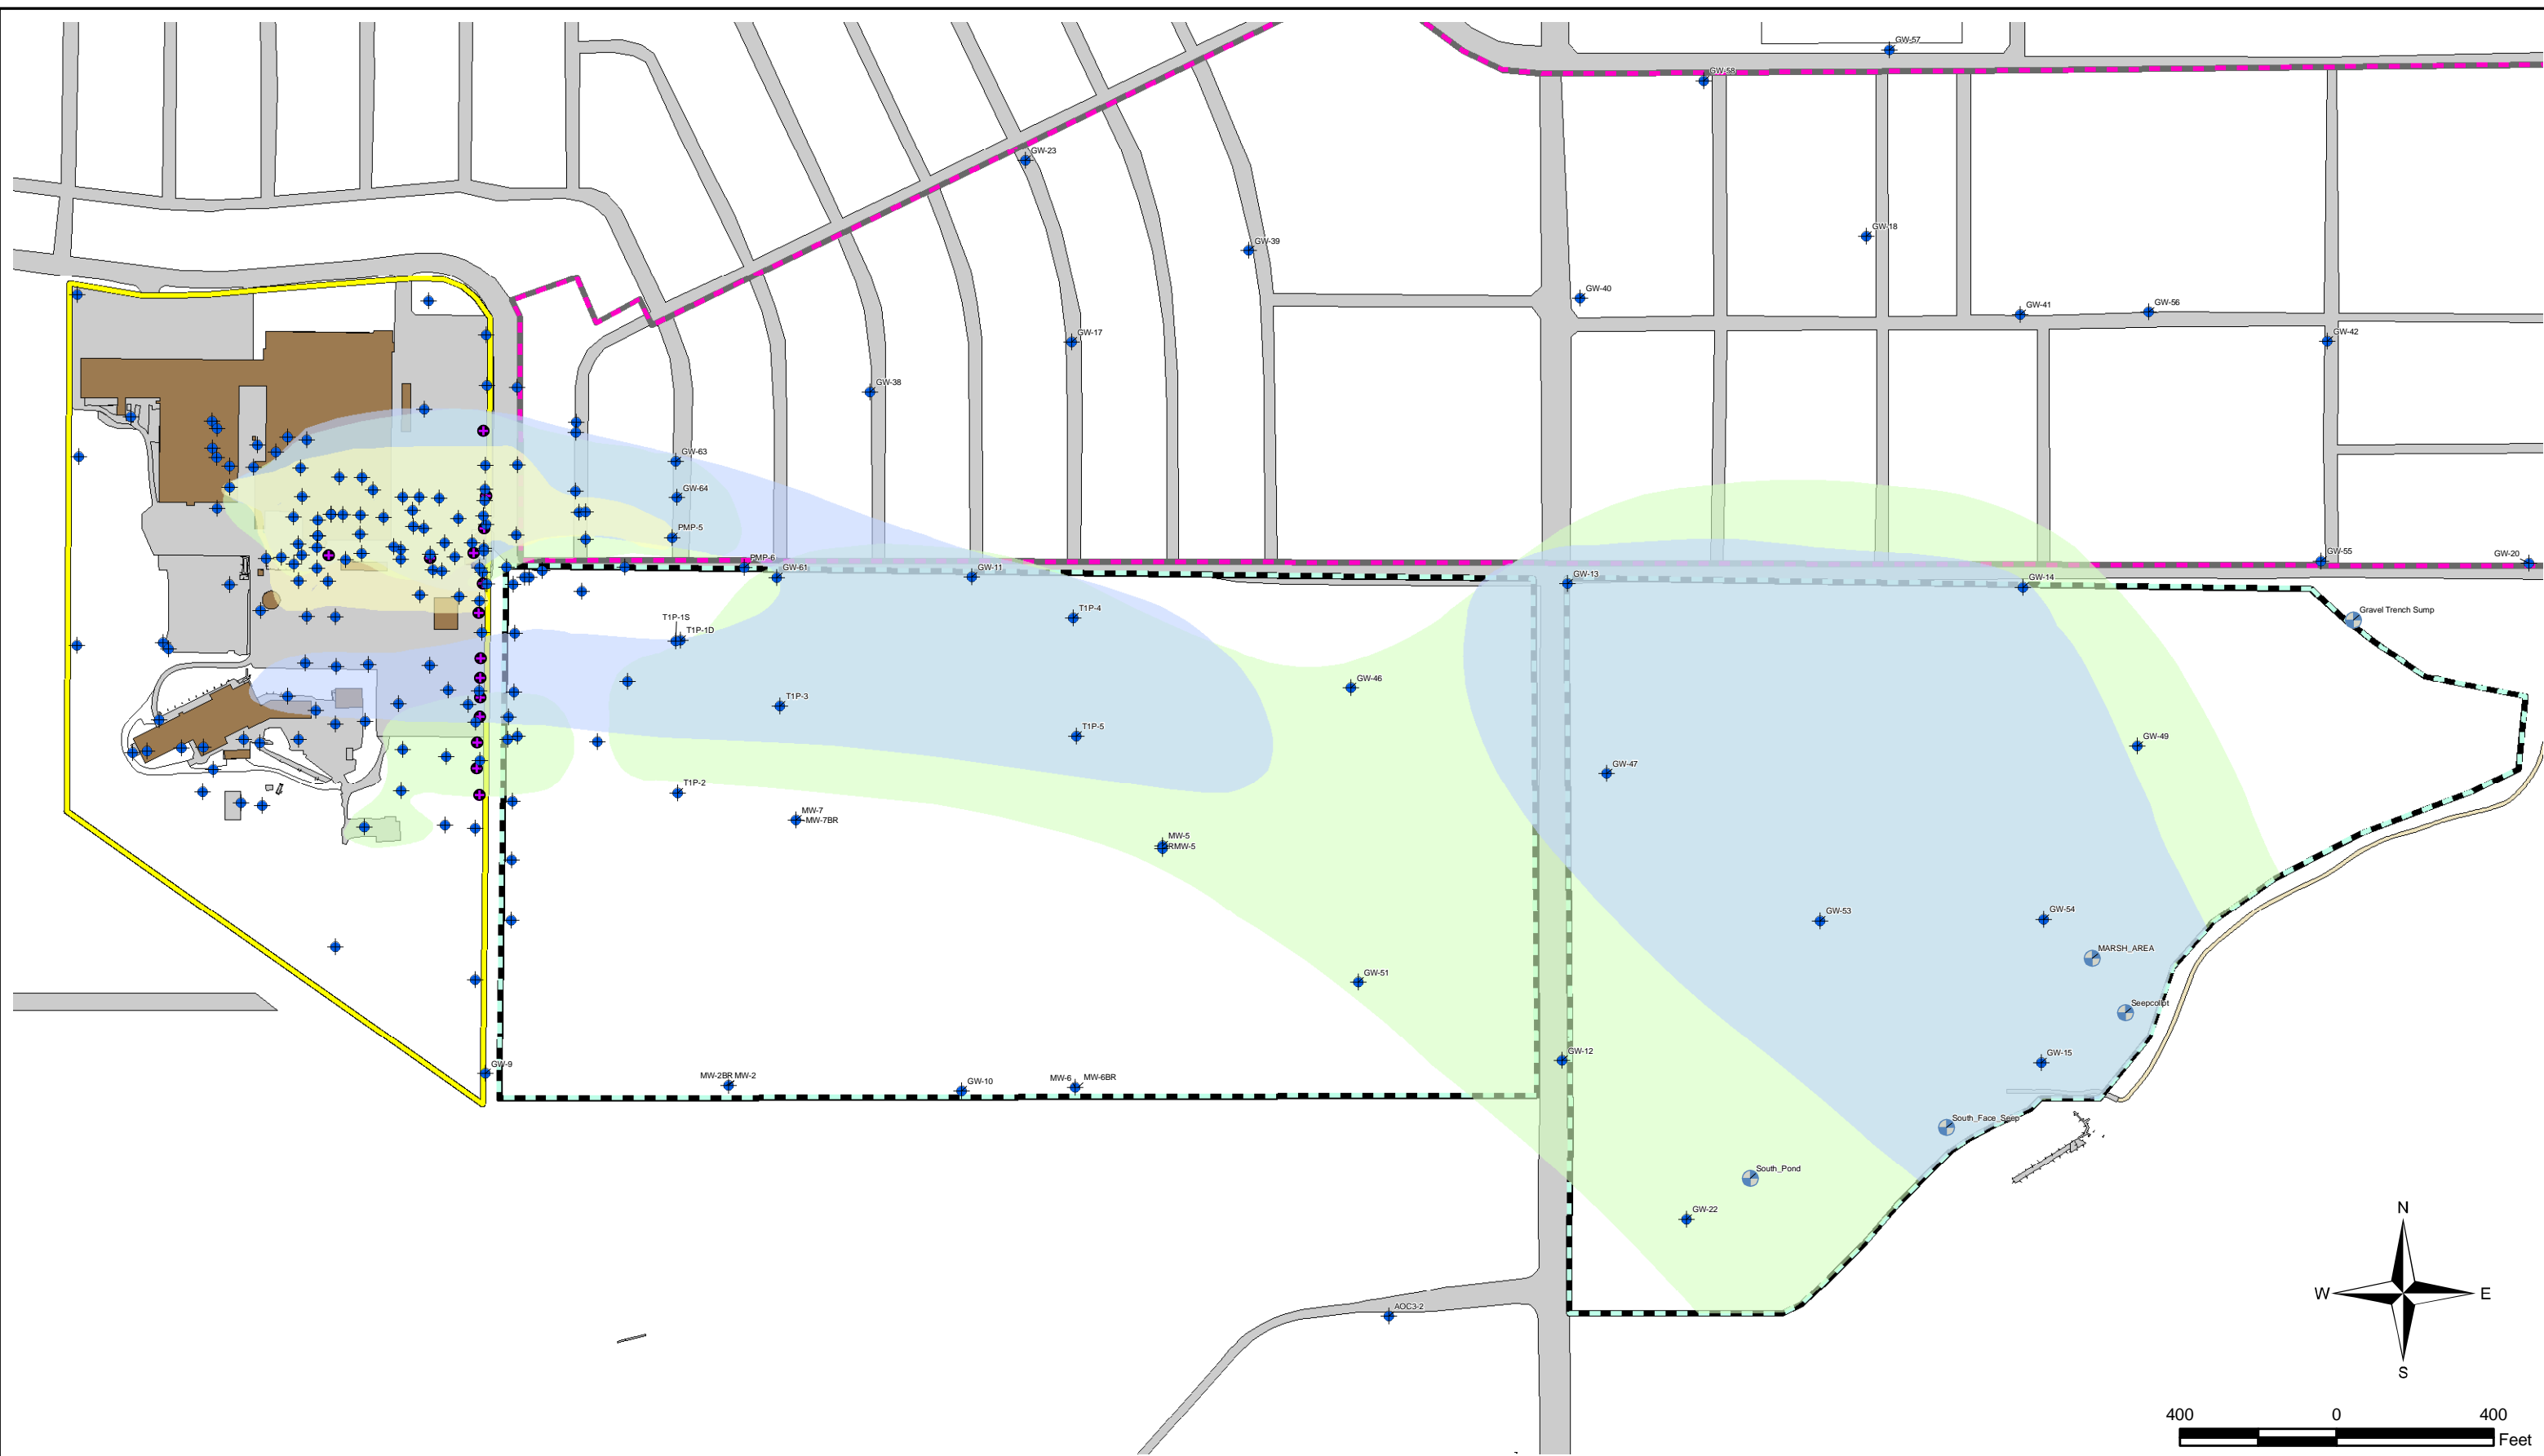 GW-57
GW-58
GW-23
GW-18
GW-39
GW-40
GW-41
GW-56
GW-17
GW-42
GW-38
GW-63
GW-64
PMP-5
PMP-6
GW-61
GW-11
GW-13
GW-14
GW-55
GW-20
T1P-1S
T1P-1D
T1P-4
Gravel Trench Sump
GW-46
T1P-3
T1P-5
GW-49
GW-47
T1P-2
MW-7
MW-7BR
MW-5
RMW-5
GW-53
GW-54
MARSH_AREA
GW-51
Seepcollpt
GW-12
GW-15
GW-9
MW-2BR MW-2
GW-10
MW-6
MW-6BR
South_Face_Seep
South_Pond
GW-22
AOC3-2
N
W
E
S
400 0 400
Feet